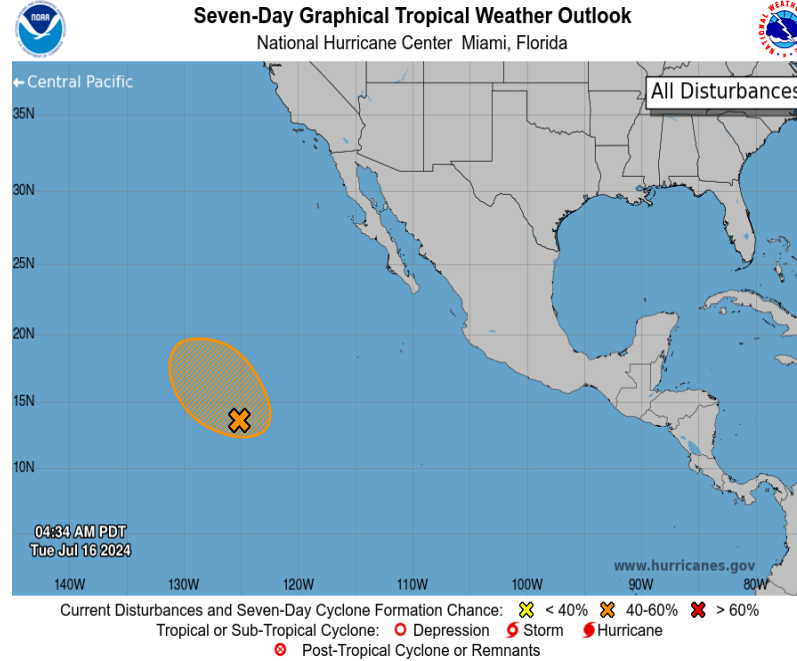 Seven-Day Graphical Tropical Weather Outlook
National Hurricane Center Miami, Florida
NOAA
← Central Pacific
All Disturbances
35N
30N
25N
20N
15N
10N
04:34 AM PDT
Tue Jul 16 2024
www.hurricanes.gov
140W 130W 120W 110W 100W 90W 80W
Current Disturbances and Seven-Day Cyclone Formation Chance: < 40% 40-60% > 60%
Tropical or Sub-Tropical Cyclone: Depression Storm Hurricane
Post-Tropical Cyclone or Remnants